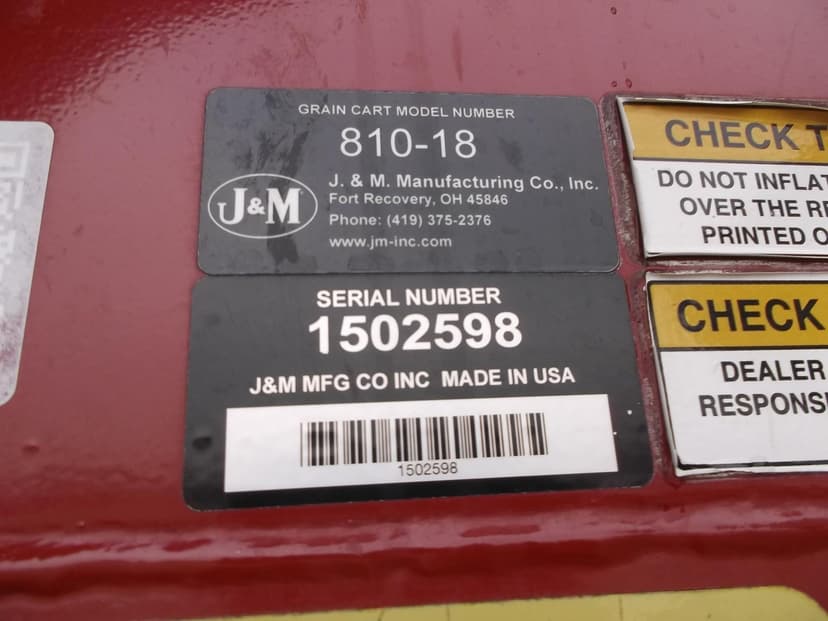 GRAIN CART MODEL NUMBER
810-18
J&M
J. & M. Manufacturing Co., Inc.
Fort Recovery, OH 45846
Phone: (419) 375-2376
www.jm-inc.com
SERIAL NUMBER
1502598
J&M MFG CO INC MADE IN USA
1502598
CHECK T
DO NOT INFLAT
OVER THE R
PRINTED O
CHECK
DEALER
RESPONS